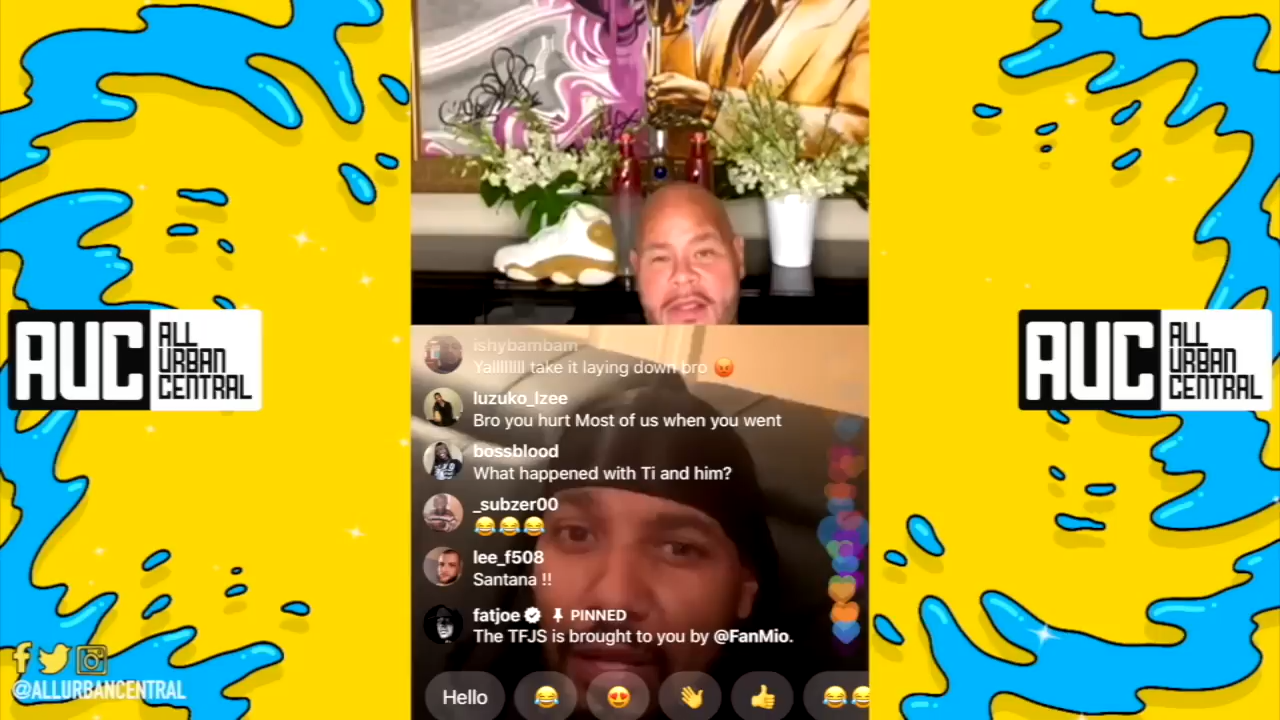 AUC
ALL
URBAN
CENTRAL
ishybambam
Yallllllll take it laying down bro 😡
luzuko_lzee
Bro you hurt Most of us when you went
bossblood
What happened with Ti and him?
_subzer00
😂😂😂
lee_f508
Santana !!
fatjoe PINNED
The TFJS is brought to you by @FanMio.
Hello 😂 😍 👋 👍 😂😂
AUC
ALL
URBAN
CENTRAL
@ALLURBANCENTRAL